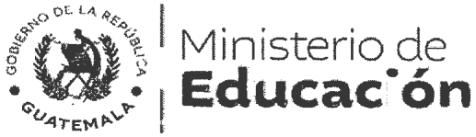 GOBIERNO DE LA REPÚBLICA
GUATEMALA
Ministerio de
Educación